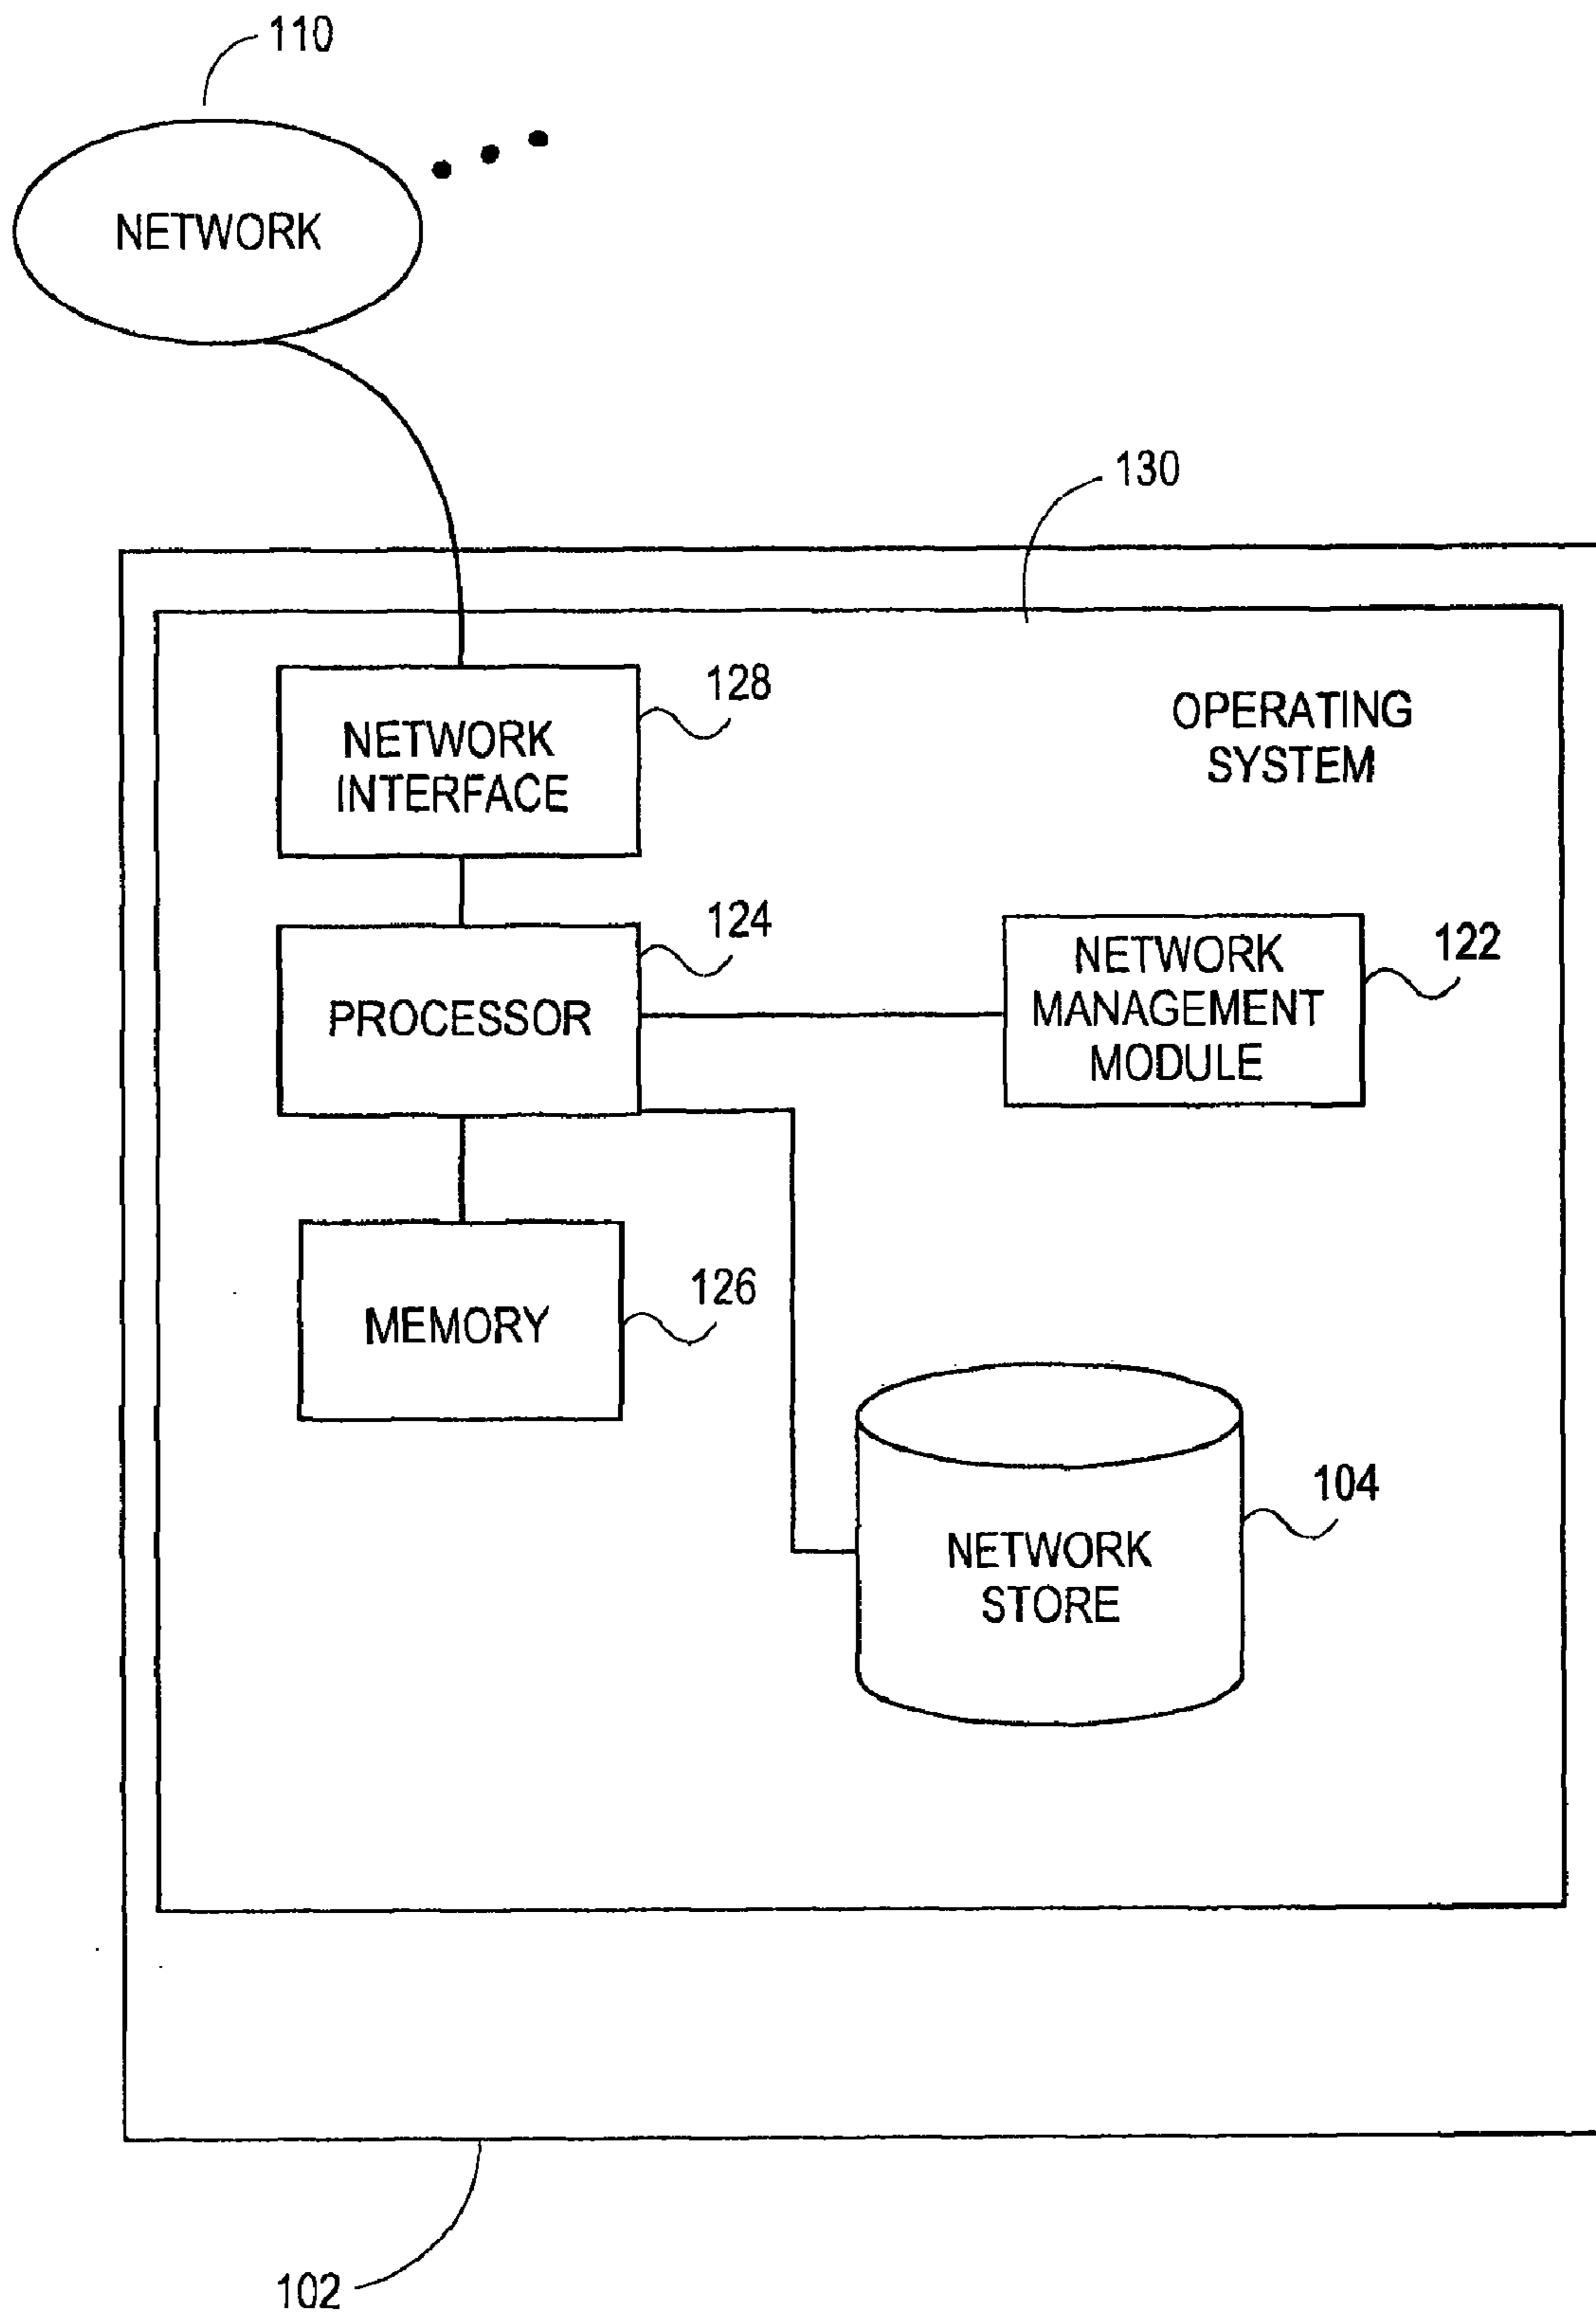 110
NETWORK
130
128
OPERATING
SYSTEM
NETWORK
INTERFACE
124
122
NETWORK
MANAGEMENT
MODULE
PROCESSOR
126
MEMORY
104
NETWORK
STORE
102